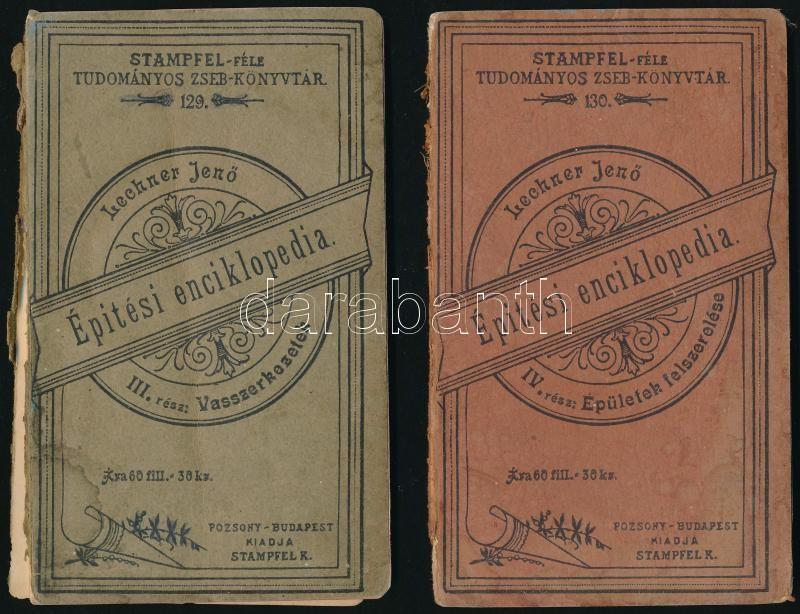 STAMPFEL-FÉLE
TUDOMÁNYOS ZSEB-KÖNYVTÁR.
129.
Lechner Jenő
Épitési enciklopedia.
III. rész: Vasszerkezetek
Ára 60 fill. = 30 kr.
POZSONY-BUDAPEST
KIADJA
STAMPFEL K.
STAMPFEL-FÉLE
TUDOMÁNYOS ZSEB-KÖNYVTÁR.
130.
Lechner Jenő
Épitési enciklopedia.
IV. rész: Épületek felszerelése
Ára 60 fill. = 30 kr.
POZSONY-BUDAPEST
KIADJA
STAMPFEL K.
darabanth